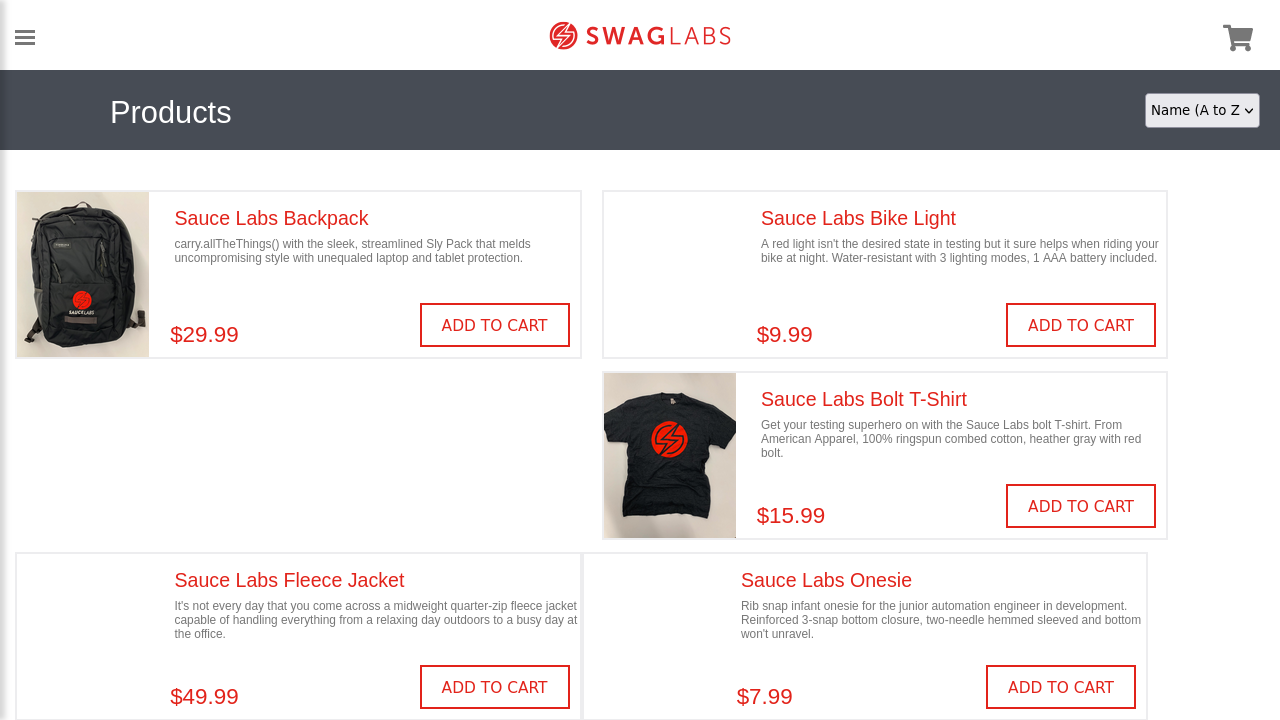 SWAGLABS
Products
Name (A to Z
Sauce Labs Backpack
carry.allTheThings() with the sleek, streamlined Sly Pack that melds
uncompromising style with unequaled laptop and tablet protection.
$29.99
ADD TO CART
Sauce Labs Bike Light
A red light isn't the desired state in testing but it sure helps when riding your
bike at night. Water-resistant with 3 lighting modes, 1 AAA battery included.
$9.99
ADD TO CART
SAUCELABS
Sauce Labs Bolt T-Shirt
Get your testing superhero on with the Sauce Labs bolt T-shirt. From
American Apparel, 100% ringspun combed cotton, heather gray with red
bolt.
$15.99
ADD TO CART
Sauce Labs Fleece Jacket
It's not every day that you come across a midweight quarter-zip fleece jacket
capable of handling everything from a relaxing day outdoors to a busy day at
the office.
$49.99
ADD TO CART
Sauce Labs Onesie
Rib snap infant onesie for the junior automation engineer in development.
Reinforced 3-snap bottom closure, two-needle hemmed sleeved and bottom
won't unravel.
$7.99
ADD TO CART